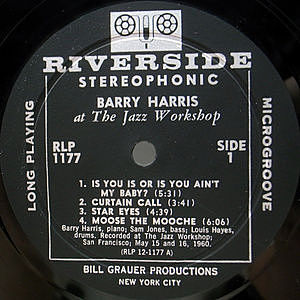 RIVERSIDE
STEREOPHONIC
BARRY HARRIS
at The Jazz Workshop
RLP
1177
SIDE
1
LONG PLAYING
MICROGROOVE
1. IS YOU IS OR IS YOU AIN'T
MY BABY? (5:31)
2. CURTAIN CALL (3:41)
3. STAR EYES (4:39)
4. MOOSE THE MOOCHE (6:06)
Barry Harris, piano; Sam Jones, bass; Louis Hayes,
drums. Recorded at The Jazz Workshop;
San Francisco; May 15 and 16, 1960.
(RLP 12-1177 A)
BILL GRAUER PRODUCTIONS
NEW YORK CITY